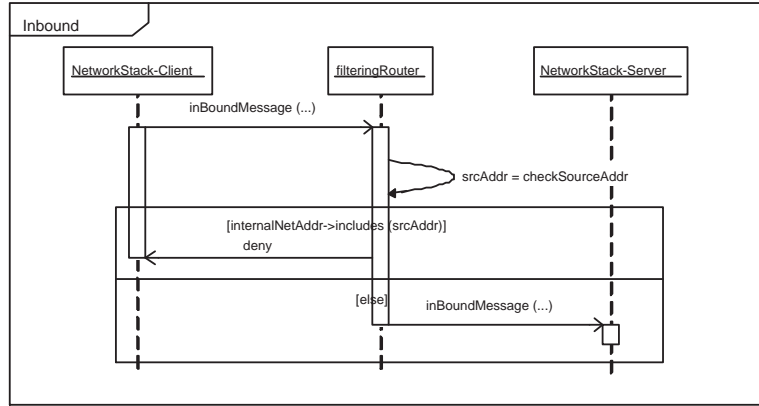 Inbound
NetworkStack-Client
filteringRouter
NetworkStack-Server
inBoundMessage (...)
srcAddr = checkSourceAddr
[internalNetAddr->includes (srcAddr)]
deny
[else]
inBoundMessage (...)